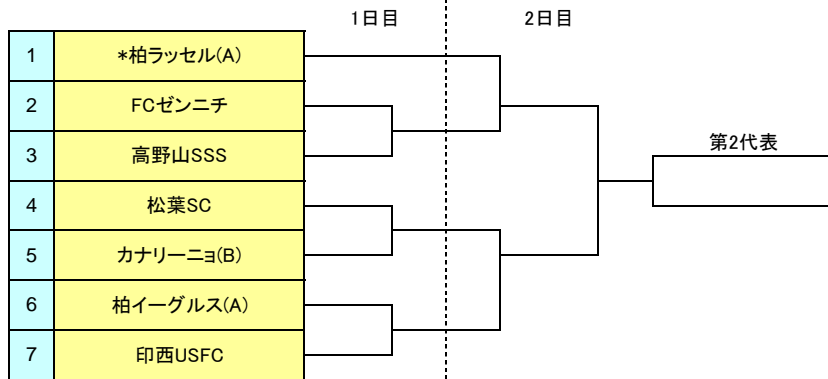 1日目 2日目
1 *柏ラッセル(A)
2 FCゼンニチ
3 高野山SSS
第2代表
4 松葉SC
5 カナリーニョ(B)
6 柏イーグルス(A)
7 印西USFC